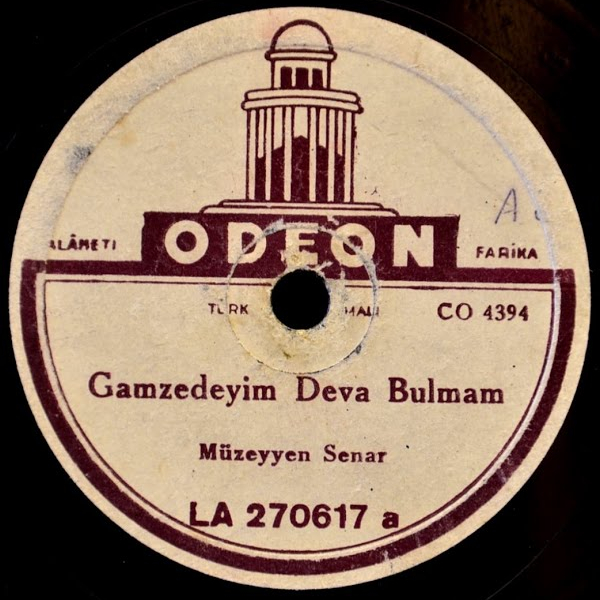 A.
ODEON
ALÂMETI FARİKA
TÜRK MALI CO 4394
Gamzedeyim Deva Bulmam
Müzeyyen Senar
LA 270617 a